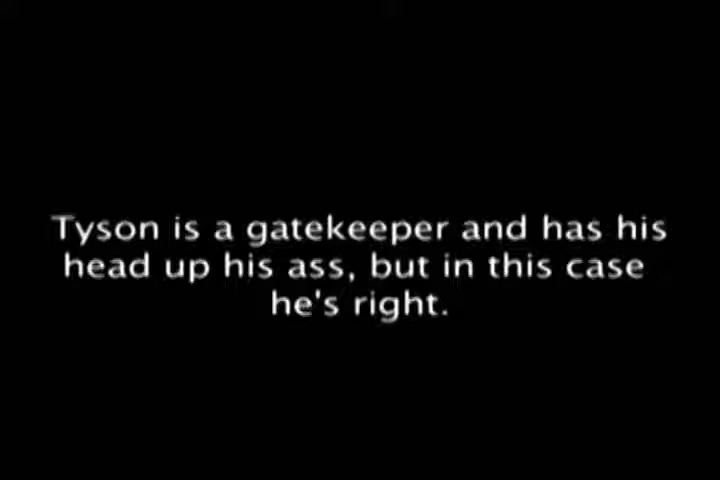 Tyson is a gatekeeper and has his
head up his ass, but in this case
he's right.